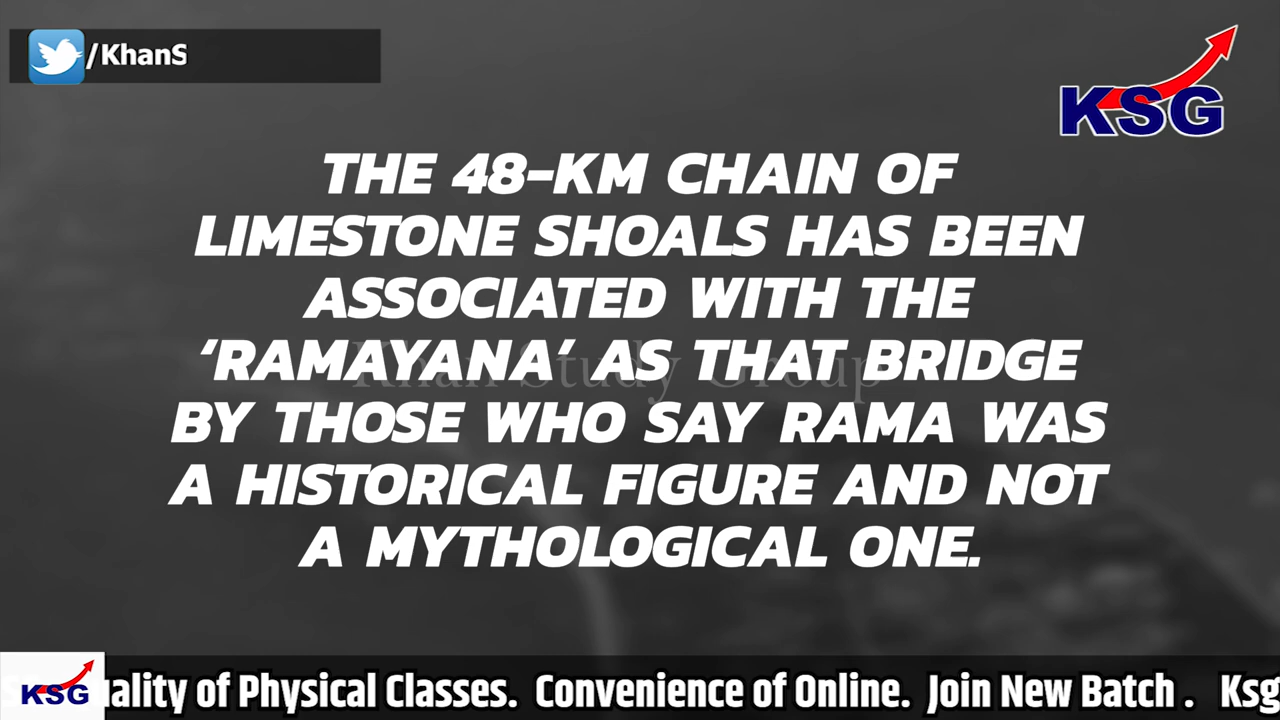 /KhanS
KSG
THE 48-KM CHAIN OF
LIMESTONE SHOALS HAS BEEN
ASSOCIATED WITH THE
‘RAMAYANA’ AS THAT BRIDGE
Khan Study Group
BY THOSE WHO SAY RAMA WAS
A HISTORICAL FIGURE AND NOT
A MYTHOLOGICAL ONE.
KSG uality of Physical Classes. Convenience of Online. Join New Batch . Ksg